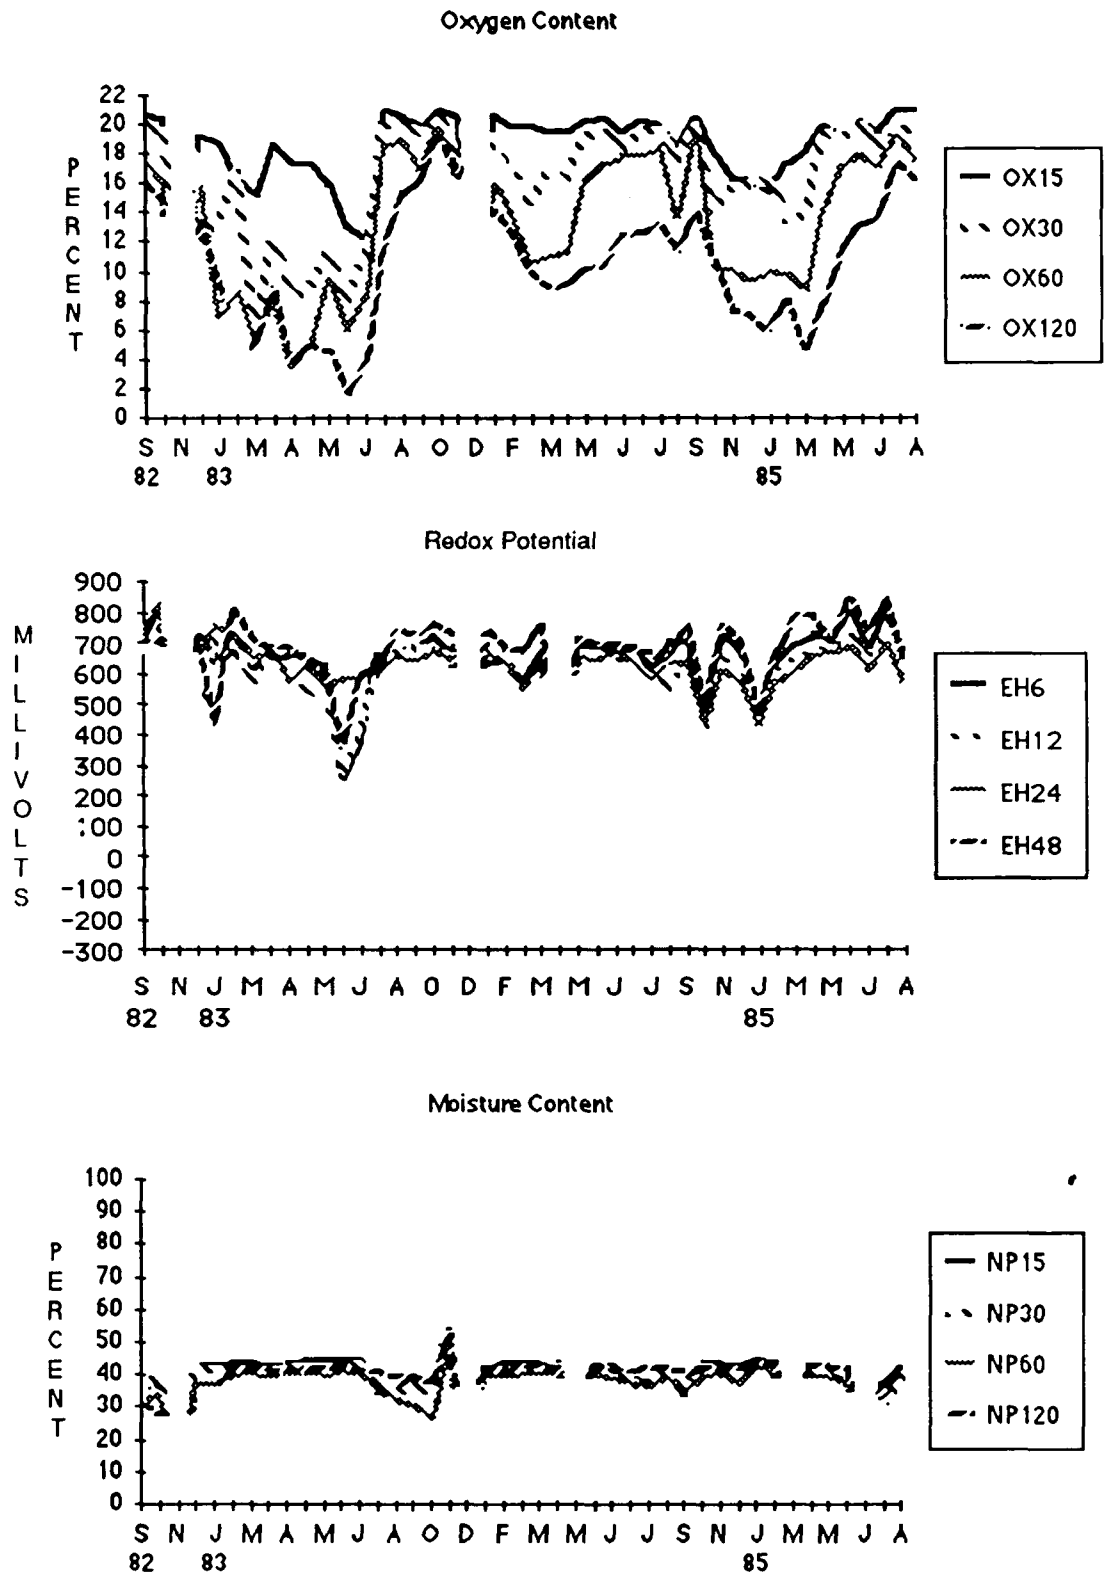 Oxygen Content
22
20
18
16
14
12
10
8
6
4
2
0
PERCENT
S N J M A M J A O D F M M J J S N J M M J A
82 83 85
OX15
OX30
OX60
OX120
Redox Potential
900
800
700
600
500
400
300
200
100
0
-100
-200
-300
MILLIVOLTS
S N J M A M J A O D F M M J J S N J M M J A
82 83 85
EH6
EH12
EH24
EH48
Moisture Content
100
90
80
70
60
50
40
30
20
10
0
PERCENT
S N J M A M J A O D F M M J J S N J M M J A
82 83 85
NP15
NP30
NP60
NP120